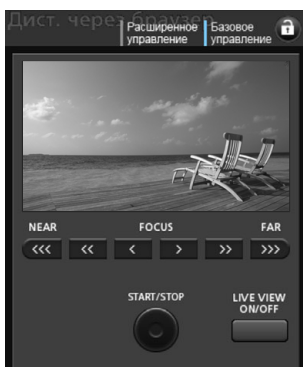 Дист. через браузер
Расширенное управление
Базовое управление
NEAR FOCUS FAR
<<< << < > >> >>>
START/STOP
LIVE VIEW
ON/OFF